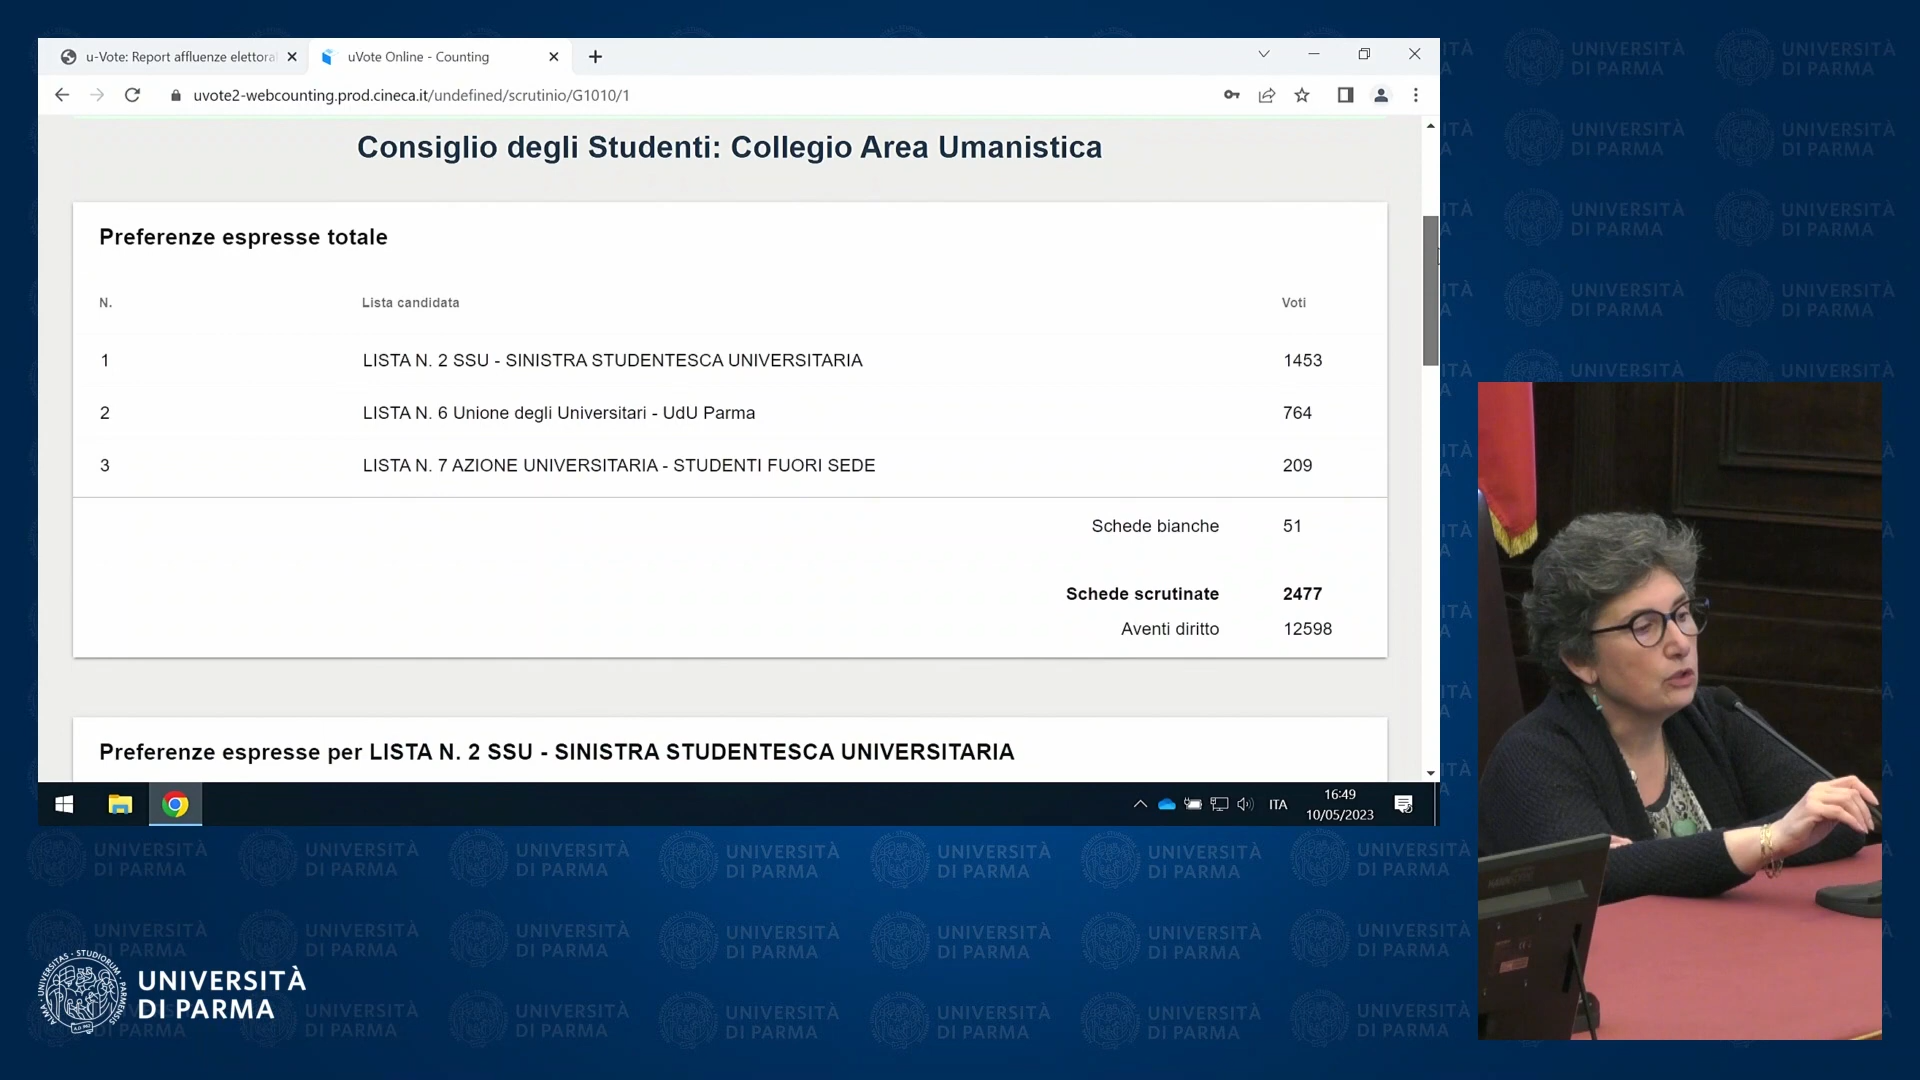 u-Vote: Report affluenze elettora
uVote Online - Counting
uvote2-webcounting.prod.cineca.it/undefined/scrutinio/G1010/1
Consiglio degli Studenti: Collegio Area Umanistica
Preferenze espresse totale
N. Lista candidata Voti
1 LISTA N. 2 SSU - SINISTRA STUDENTESCA UNIVERSITARIA 1453
2 LISTA N. 6 Unione degli Universitari - UdU Parma 764
3 LISTA N. 7 AZIONE UNIVERSITARIA - STUDENTI FUORI SEDE 209
Schede bianche 51
Schede scrutinate 2477
Aventi diritto 12598
Preferenze espresse per LISTA N. 2 SSU - SINISTRA STUDENTESCA UNIVERSITARIA
ITA
16:49
10/05/2023
UNIVERSITÀ
DI PARMA